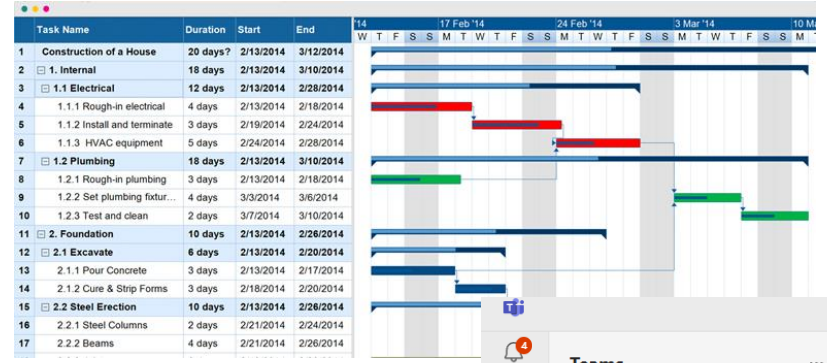 Task Name Duration Start End '14 17 Feb '14 24 Feb '14 3 Mar '14 10
W T F S S M T W T F S S M T W T F S S M T W T F S S M
1 Construction of a House 20 days? 2/13/2014 3/12/2014
2 1. Internal 18 days 2/13/2014 3/10/2014
3 1.1 Electrical 12 days 2/13/2014 2/28/2014
4 1.1.1 Rough-in electrical 4 days 2/13/2014 2/18/2014
5 1.1.2 Install and terminate 3 days 2/19/2014 2/24/2014
6 1.1.3 HVAC equipment 5 days 2/24/2014 2/28/2014
7 1.2 Plumbing 18 days 2/13/2014 3/10/2014
8 1.2.1 Rough-in plumbing 3 days 2/13/2014 2/18/2014
9 1.2.2 Set plumbing fixtur... 4 days 3/3/2014 3/6/2014
10 1.2.3 Test and clean 2 days 3/7/2014 3/10/2014
11 2. Foundation 10 days 2/13/2014 2/26/2014
12 2.1 Excavate 6 days 2/13/2014 2/20/2014
13 2.1.1 Pour Concrete 3 days 2/13/2014 2/17/2014
14 2.1.2 Cure & Strip Forms 3 days 2/18/2014 2/20/2014
15 2.2 Steel Erection 10 days 2/13/2014 2/26/2014
16 2.2.1 Steel Columns 2 days 2/21/2014 2/24/2014
17 2.2.2 Beams 4 days 2/21/2014 2/26/2014
4